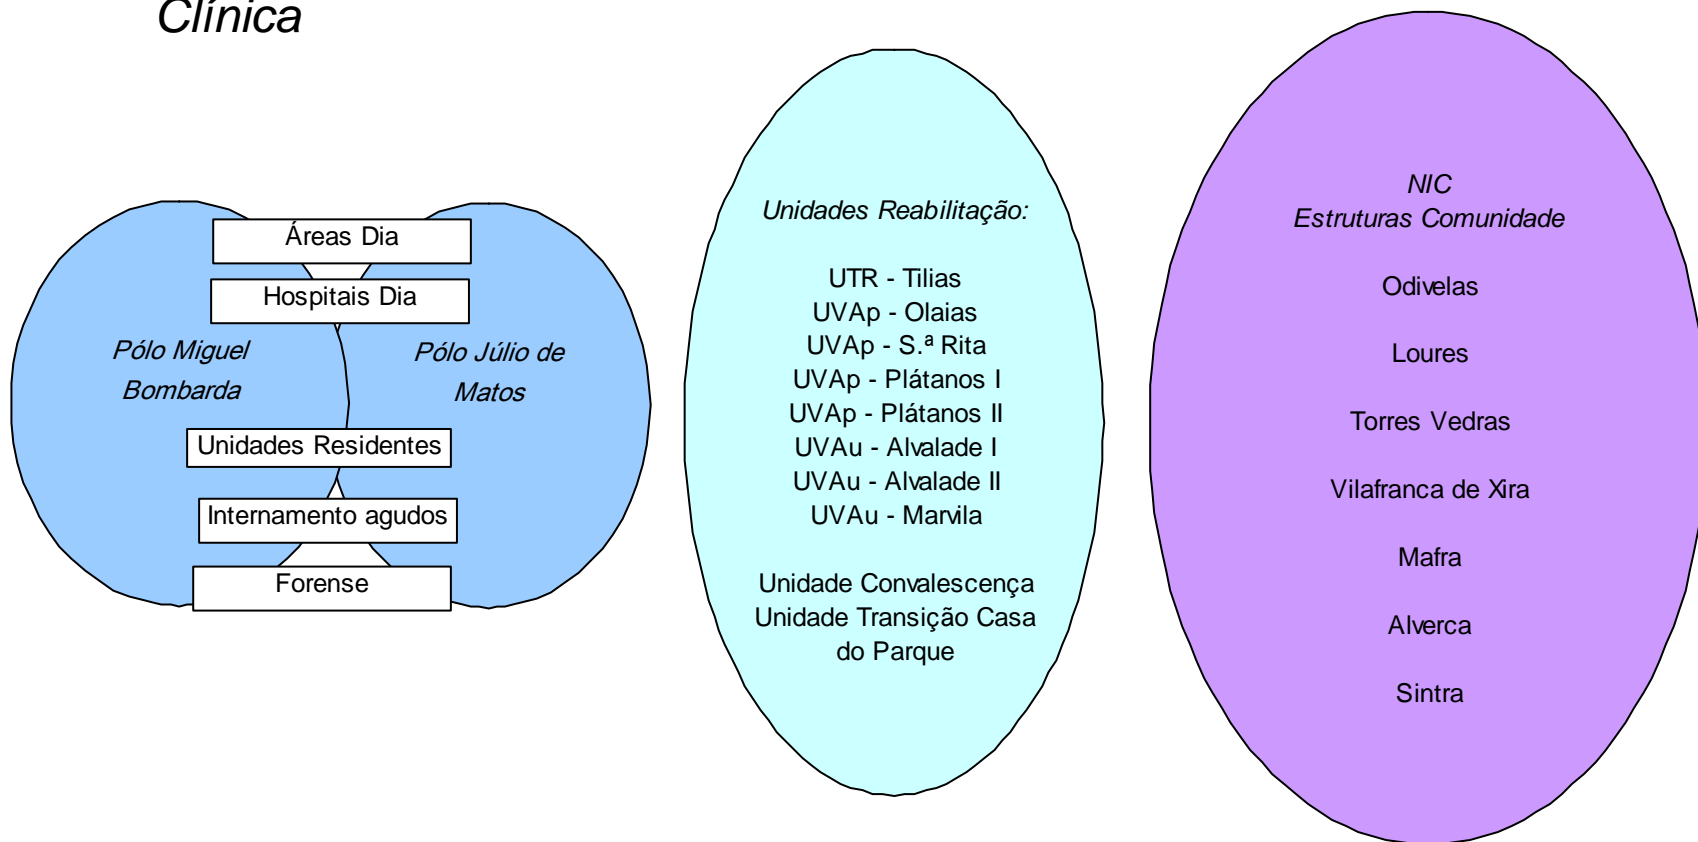 Clínica
Áreas Dia
Hospitais Dia
Pólo Miguel
Bombarda
Pólo Júlio de
Matos
Unidades Residentes
Internamento agudos
Forense
Unidades Reabilitação:
UTR - Tilias
UVAp - Olaias
UVAp - S.ª Rita
UVAp - Plátanos I
UVAp - Plátanos II
UVAu - Alvalade I
UVAu - Alvalade II
UVAu - Marvila
Unidade Convalescença
Unidade Transição Casa
do Parque
NIC
Estruturas Comunidade
Odivelas
Loures
Torres Vedras
Vilafranca de Xira
Mafra
Alverca
Sintra